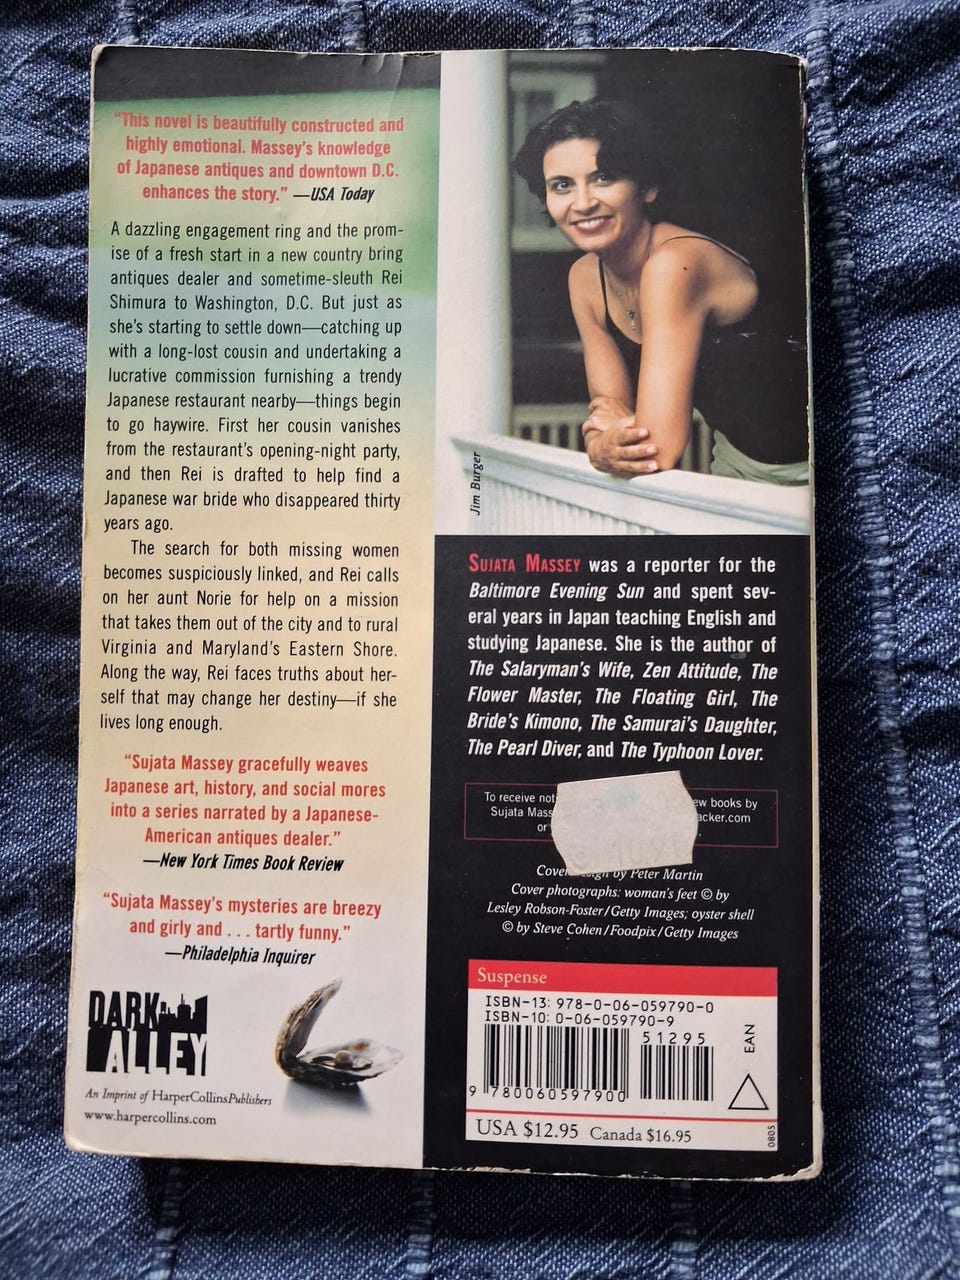 “This novel is beautifully constructed and
highly emotional. Massey’s knowledge
of Japanese antiques and downtown D.C.
enhances the story.” —USA Today
A dazzling engagement ring and the prom-
ise of a fresh start in a new country bring
antiques dealer and sometime-sleuth Rei
Shimura to Washington, D.C. But just as
she’s starting to settle down—catching up
with a long-lost cousin and undertaking a
lucrative commission furnishing a trendy
Japanese restaurant nearby—things begin
to go haywire. First her cousin vanishes
from the restaurant’s opening-night party,
and then Rei is drafted to help find a
Japanese war bride who disappeared thirty
years ago.
The search for both missing women
becomes suspiciously linked, and Rei calls
on her aunt Norie for help on a mission
that takes them out of the city and to rural
Virginia and Maryland’s Eastern Shore.
Along the way, Rei faces truths about her-
self that may change her destiny—if she
lives long enough.
“Sujata Massey gracefully weaves
Japanese art, history, and social mores
into a series narrated by a Japanese-
American antiques dealer.”
—New York Times Book Review
“Sujata Massey’s mysteries are breezy
and girly and . . . tartly funny.”
—Philadelphia Inquirer
DARK
ALLEY
An Imprint of HarperCollinsPublishers
www.harpercollins.com
Jim Burger
SUJATA MASSEY was a reporter for the
Baltimore Evening Sun and spent sev-
eral years in Japan teaching English and
studying Japanese. She is the author of
The Salaryman’s Wife, Zen Attitude, The
Flower Master, The Floating Girl, The
Bride’s Kimono, The Samurai’s Daughter,
The Pearl Diver, and The Typhoon Lover.
To receive books by
Sujata
or
by Peter Martin
Cover photographs: woman’s feet © by
Lesley Robson-Foster/Getty Images; oyster shell
© by Steve Cohen/Foodpix/Getty Images
Suspense
ISBN-13: 978-0-06-059790-0
ISBN-10: 0-06-059790-9
51295
EAN
9 780060597900
USA $12.95 Canada $16.95
0805